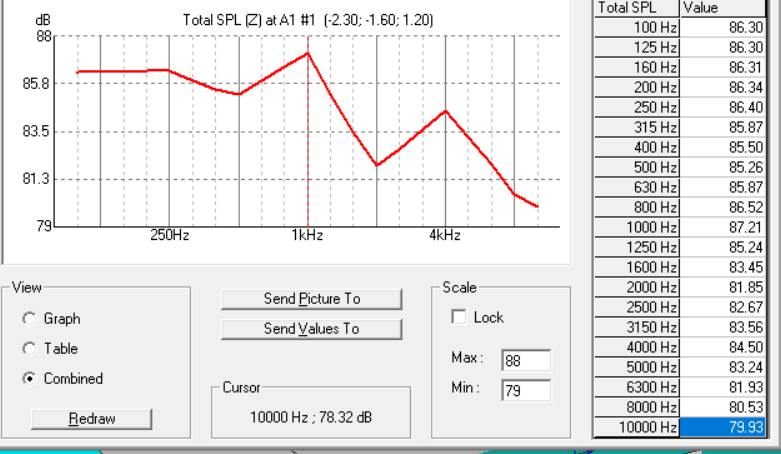 dB
Total SPL (Z) at A1 #1 (-2.30; -1.60; 1.20)
88
85.8
83.5
81.3
79
250Hz 1kHz 4kHz
View
Graph
Table
Combined
Redraw
Send Picture To
Send Values To
Cursor
10000 Hz ; 78.32 dB
Scale
Lock
Max : 88
Min : 79
Total SPL Value
100 Hz 86.30
125 Hz 86.30
160 Hz 86.31
200 Hz 86.34
250 Hz 86.40
315 Hz 85.87
400 Hz 85.50
500 Hz 85.26
630 Hz 85.87
800 Hz 86.52
1000 Hz 87.21
1250 Hz 85.24
1600 Hz 83.45
2000 Hz 81.85
2500 Hz 82.67
3150 Hz 83.56
4000 Hz 84.50
5000 Hz 83.24
6300 Hz 81.93
8000 Hz 80.53
10000 Hz 79.93